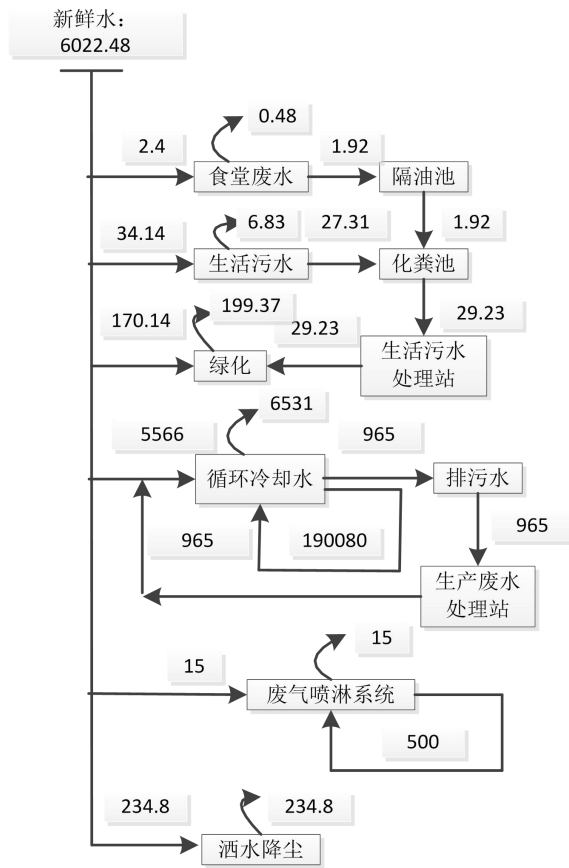 新鲜水：
6022.48
0.48
2.4
1.92
食堂废水
隔油池
6.83
27.31
1.92
34.14
生活污水
化粪池
199.37
170.14
29.23
29.23
绿化
生活污水
处理站
6531
5566
965
循环冷却水
排污水
965
190080
965
生产废水
处理站
15
15
废气喷淋系统
500
234.8
234.8
洒水降尘